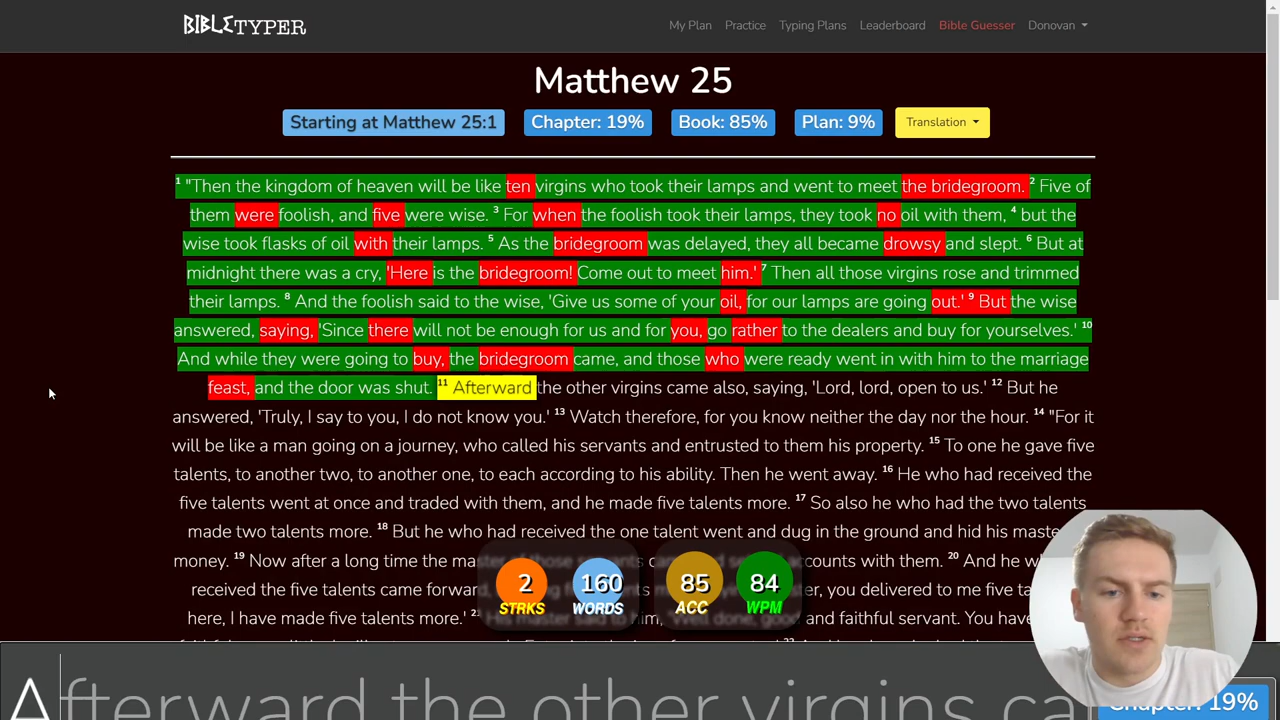 BIBLETYPER
My Plan
Practice
Typing Plans
Leaderboard
Bible Guesser
Donovan
Matthew 25
Starting at Matthew 25:1
Chapter: 19%
Book: 85%
Plan: 9%
Translation
1 "Then the kingdom of heaven will be like ten virgins who took their lamps and went to meet the bridegroom. 2 Five of
them were foolish, and five were wise. 3 For when the foolish took their lamps, they took no oil with them, 4 but the
wise took flasks of oil with their lamps. 5 As the bridegroom was delayed, they all became drowsy and slept. 6 But at
midnight there was a cry, 'Here is the bridegroom! Come out to meet him.' 7 Then all those virgins rose and trimmed
their lamps. 8 And the foolish said to the wise, 'Give us some of your oil, for our lamps are going out.' 9 But the wise
answered, saying, 'Since there will not be enough for us and for you, go rather to the dealers and buy for yourselves.' 10
And while they were going to buy, the bridegroom came, and those who were ready went in with him to the marriage
feast, and the door was shut. 11 Afterward the other virgins came also, saying, 'Lord, lord, open to us.' 12 But he
answered, 'Truly, I say to you, I do not know you.' 13 Watch therefore, for you know neither the day nor the hour. 14 "For it
will be like a man going on a journey, who called his servants and entrusted to them his property. 15 To one he gave five
talents, to another two, to another one, to each according to his ability. Then he went away. 16 He who had received the
five talents went at once and traded with them, and he made five talents more. 17 So also he who had the two talents
made two talents more. 18 But he who had received the one talent went and dug in the ground and hid his
money. 19 Now after a long time the master of those servants accounts with them. 20 And he
received the five talents came forward, you delivered to me five
here, I have made five talents more.' His master said to him, 'Well done, good and faithful servant. You have
2 STRKS
160 WORDS
85 ACC
84 WPM
Afterward the other virgins ca
Chapter: 19%